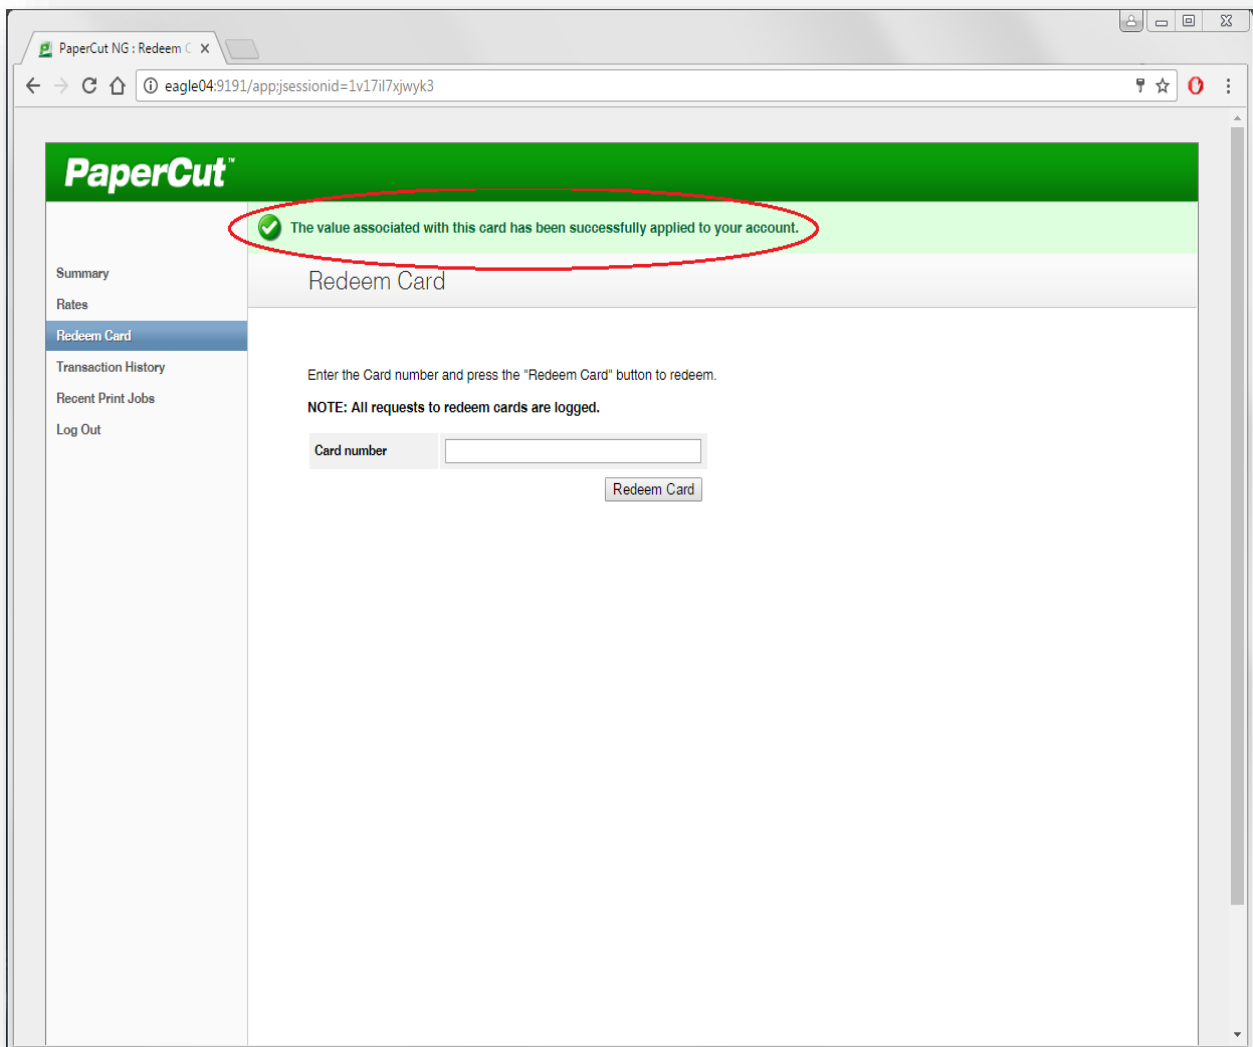 PaperCut NG : Redeem C
eagle04:9191/app;jsessionid=1v17il7xjwyk3
PaperCut™
The value associated with this card has been successfully applied to your account.
Summary
Rates
Redeem Card
Transaction History
Recent Print Jobs
Log Out
Redeem Card
Enter the Card number and press the "Redeem Card" button to redeem.
NOTE: All requests to redeem cards are logged.
Card number
Redeem Card